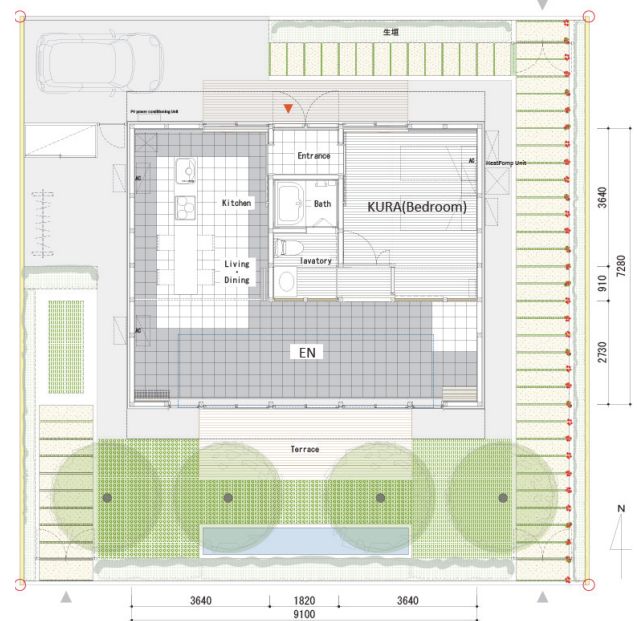 生垣
PV power conditioning Unit
Entrance
AC
HeatPomp Unit
AC
Kitchen
Bath
KURA(Bedroom)
3640
Living
・
Dining
lavatory
7280
910
AC
EN
2730
Terrace
N
3640
1820
3640
9100